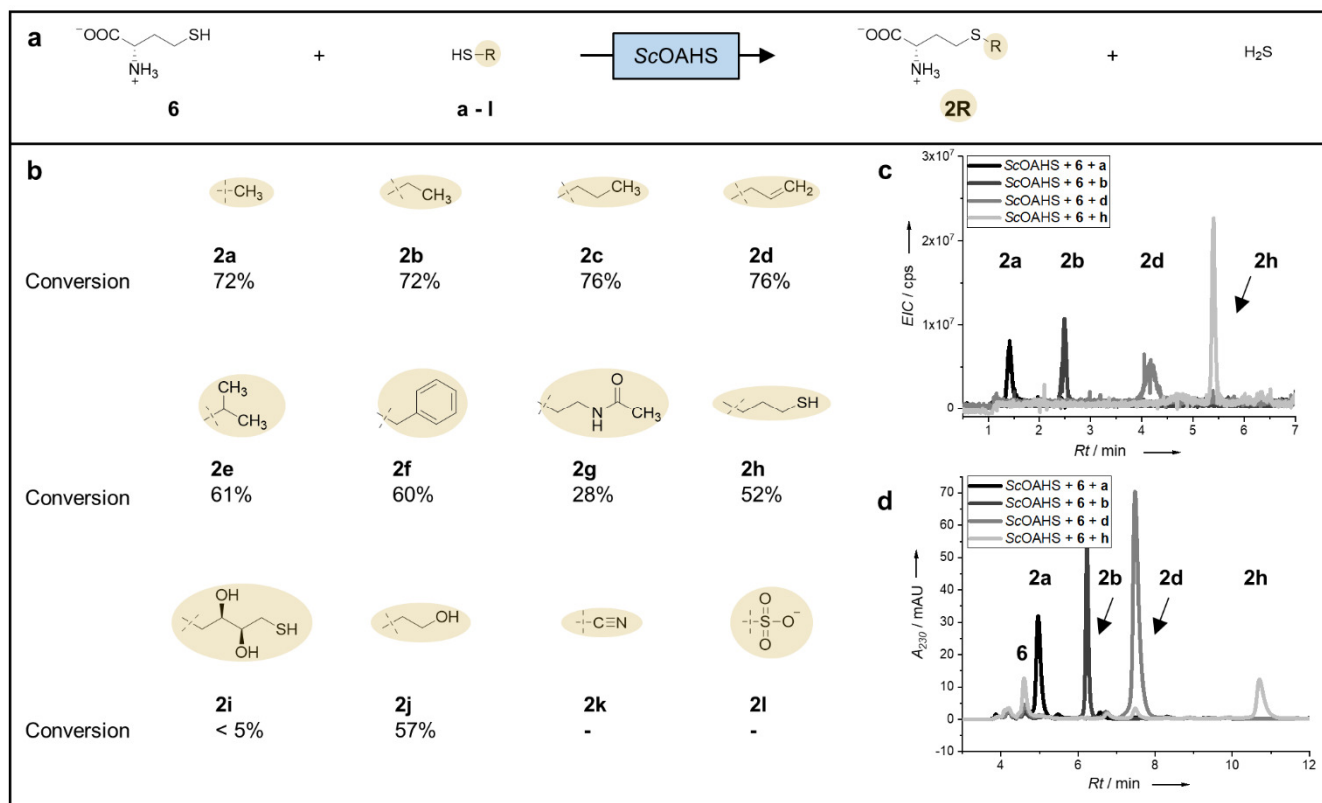 a
⁻OOC SH + HS R ScOAHS ⁻OOC S R + H₂S
NH₃ NH₃
+ +
6 a - l 2R
b
CH₃ CH₃ CH₃ CH₂
2a 2b 2c 2d
Conversion 72% 72% 76% 76%
CH₃ O
CH₃ N CH₃ SH
H
2e 2f 2g 2h
Conversion 61% 60% 28% 52%
OH O
SH OH C≡N S O⁻
OH O
2i 2j 2k 2l
Conversion < 5% 57% - -
c
ScOAHS + 6 + a
ScOAHS + 6 + b
ScOAHS + 6 + d
ScOAHS + 6 + h
2a 2b 2d 2h
EIC / cps
3x10⁷
2x10⁷
1x10⁷
0
1 2 3 4 5 6 7
Rt / min
d
ScOAHS + 6 + a
ScOAHS + 6 + b
ScOAHS + 6 + d
ScOAHS + 6 + h
6 2a 2b 2d 2h
A₂₃₀ / mAU
70
60
50
40
30
20
10
0
-10
4 6 8 10 12
Rt / min